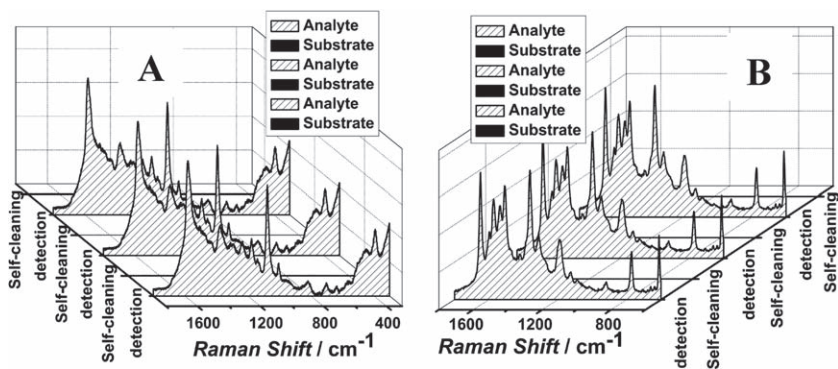 A
Analyte
Substrate
Analyte
Substrate
Analyte
Substrate
Self-cleaning
detection
Self-cleaning
detection
Self-cleaning
detection
1600 1200 800 400
Raman Shift / cm-1
Analyte
Substrate
Analyte
Substrate
Analyte
Substrate
B
1600 1200 800
Raman Shift / cm-1
detection
Self-cleaning
detection
Self-cleaning
detection
Self-cleaning